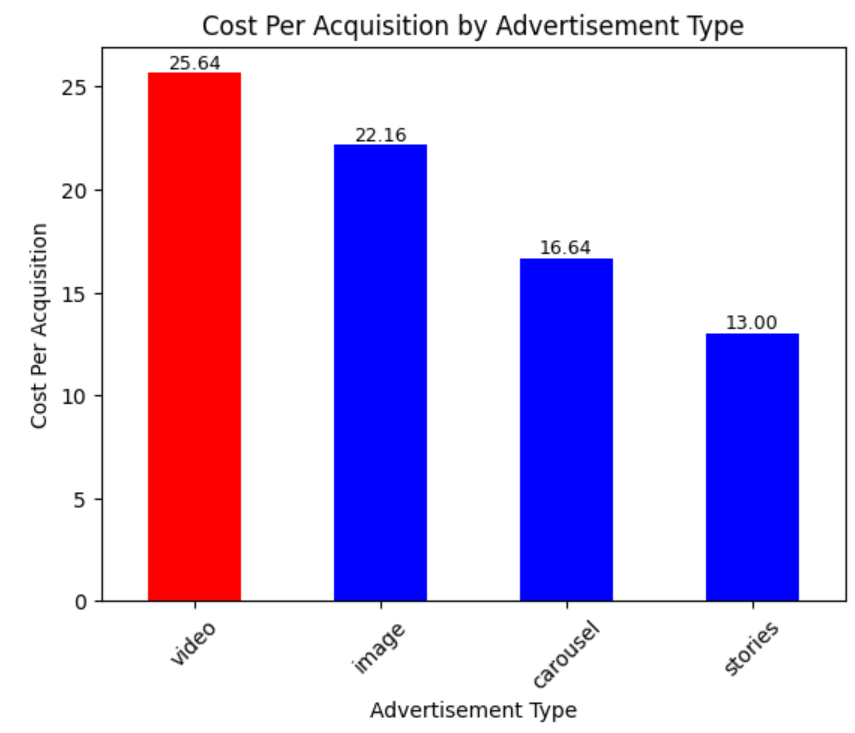 Cost Per Acquisition by Advertisement Type
25.64
22.16
16.64
13.00
25
20
15
10
5
0
Cost Per Acquisition
video
image
carousel
stories
Advertisement Type